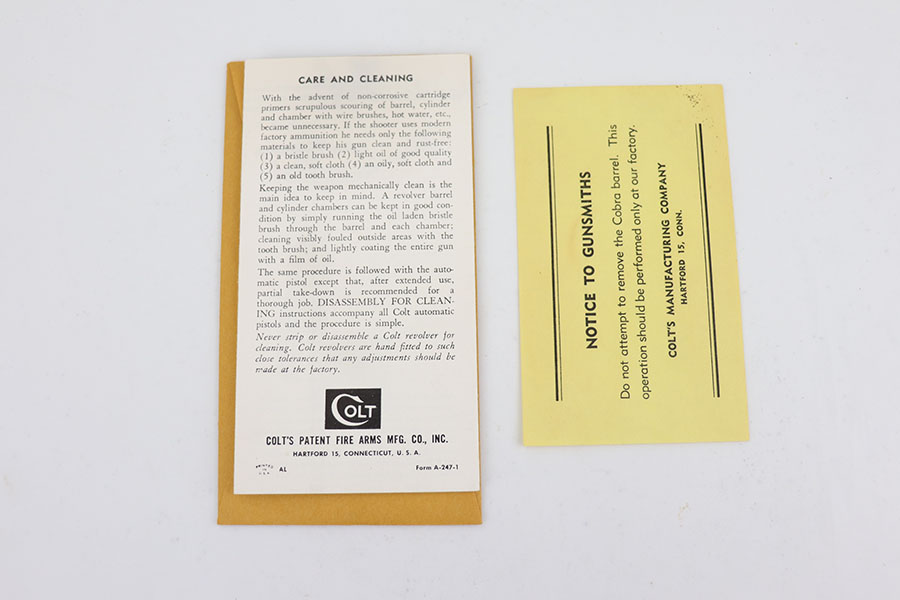 CARE AND CLEANING
With the advent of non-corrosive cartridge
primers scrupulous scouring of barrel, cylinder
and chamber with wire brushes, hot water, etc.,
became unnecessary. If the shooter uses modern
factory ammunition he needs only the following
materials to keep his gun clean and rust-free:
(1) a bristle brush (2) light oil of good quality
(3) a clean, soft cloth (4) an oily, soft cloth and
(5) an old tooth brush.
Keeping the weapon mechanically clean is the
main idea to keep in mind. A revolver barrel
and cylinder chambers can be kept in good con-
dition by simply running the oil laden bristle
brush through the barrel and each chamber;
cleaning visibly fouled outside areas with the
tooth brush; and lightly coating the entire gun
with a film of oil.
The same procedure is followed with the auto-
matic pistol except that, after extended use,
partial take-down is recommended for a
thorough job. DISASSEMBLY FOR CLEAN-
ING instructions accompany all Colt automatic
pistols and the procedure is simple.
Never strip or disassemble a Colt revolver for
cleaning. Colt revolvers are hand fitted to such
close tolerances that any adjustments should be
made at the factory.
COLT
COLT'S PATENT FIRE ARMS MFG. CO., INC.
HARTFORD 15, CONNECTICUT, U. S. A.
PRINTED
IN
U.S.A.
AL
Form A-247-1
NOTICE TO GUNSMITHS
Do not attempt to remove the Cobra barrel. This
operation should be performed only at our factory.
COLT'S MANUFACTURING COMPANY
HARTFORD 15, CONN.